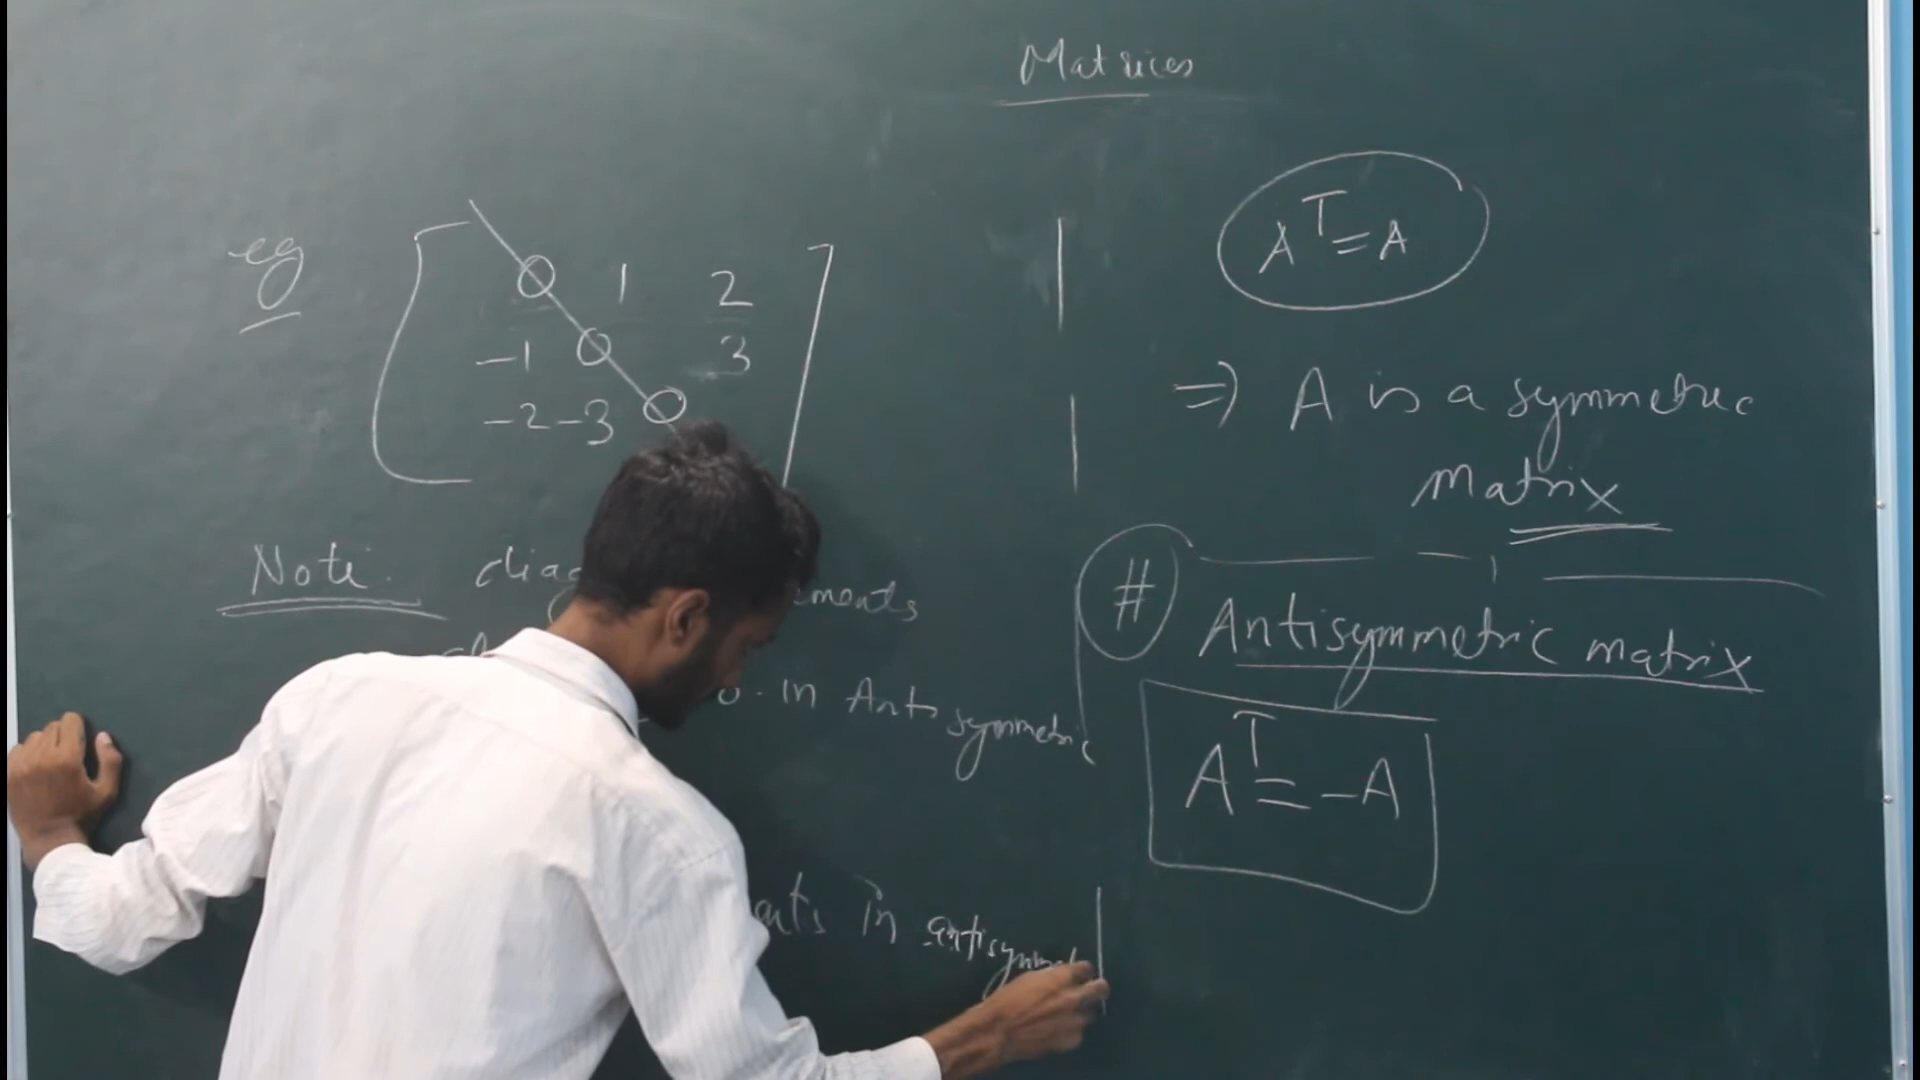 Matrices
eg
0 1 2
-1 0 3
-2 -3 0
Note.
0. in Antisymmetric
in antisymmet
A^T = A
=) A is a symmetric
matrix
# Antisymmetric matrix
A^T = -A